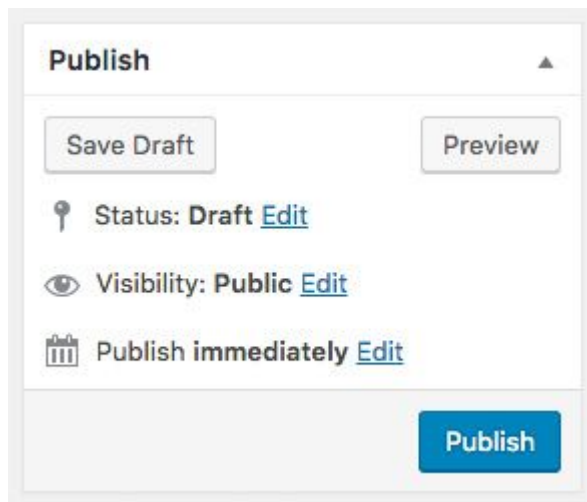 Publish
Save Draft Preview
Status: Draft Edit
Visibility: Public Edit
Publish immediately Edit
Publish